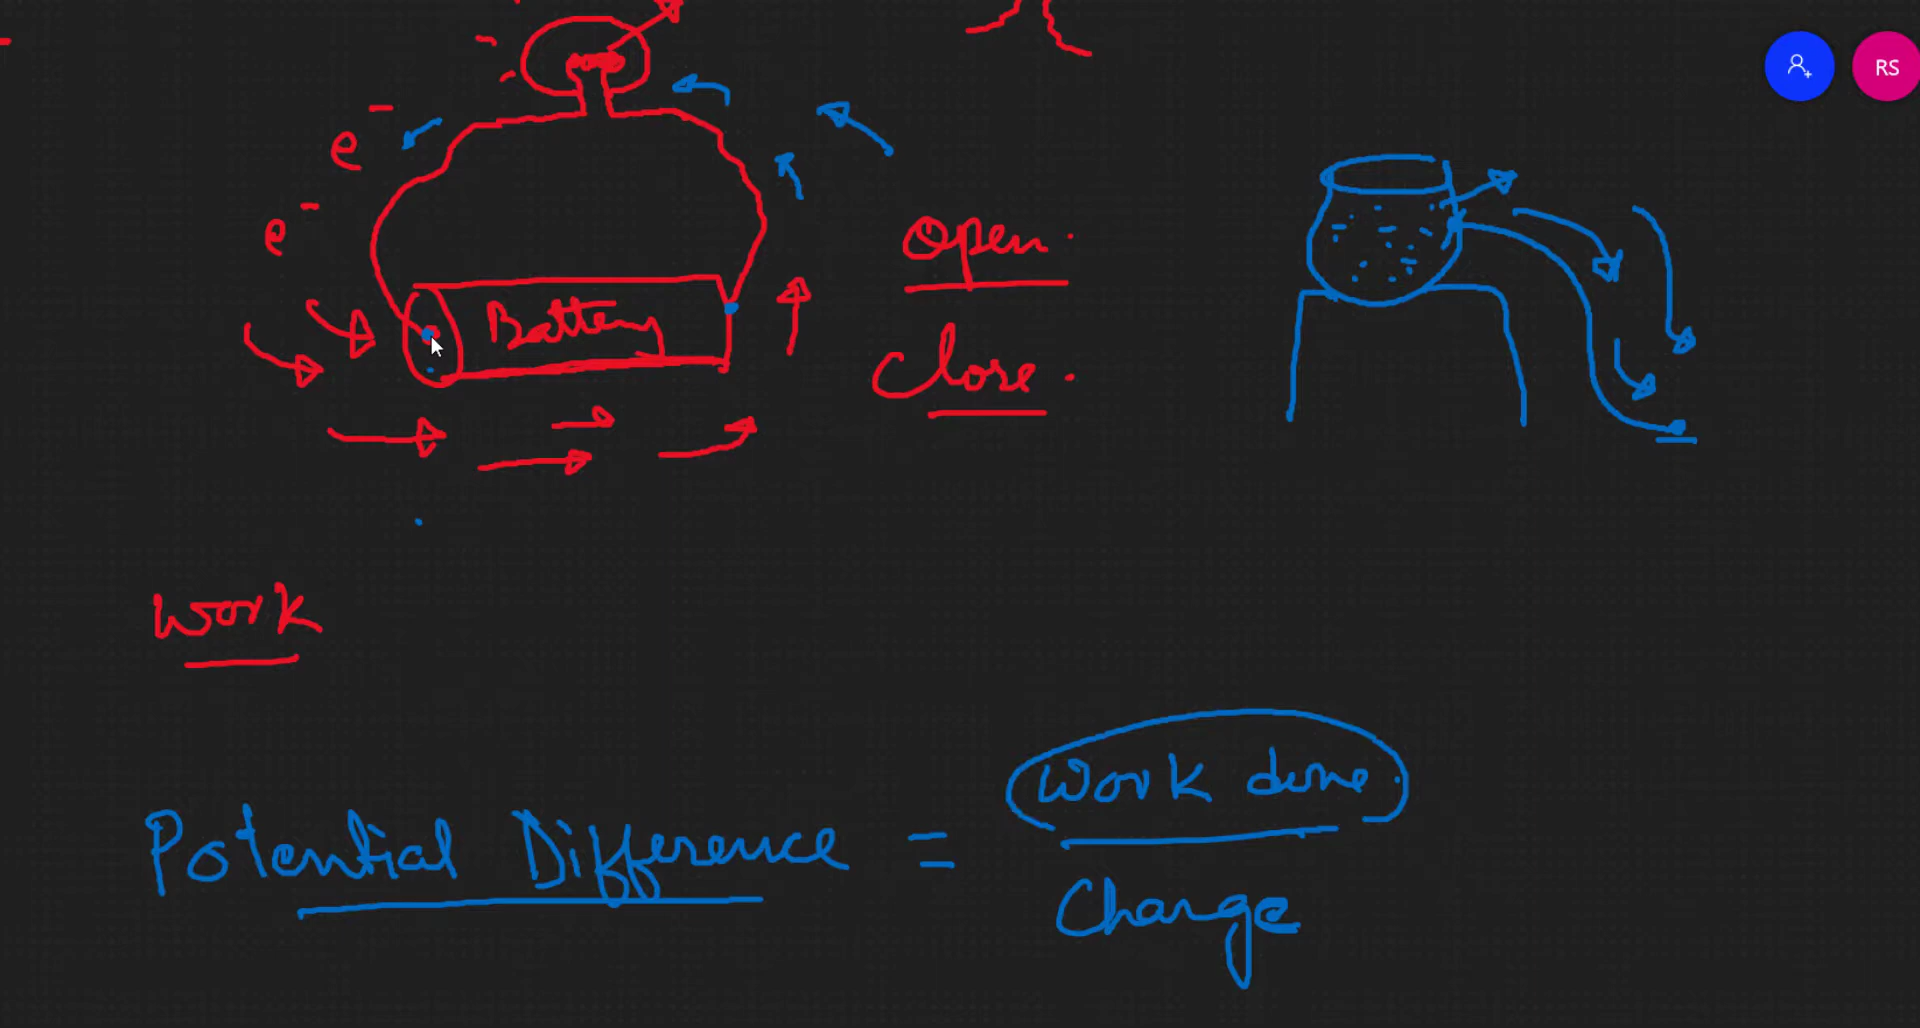 RS
e⁻
e⁻
Open.
Battery
Close.
Work
Work done.
Potential Difference =
Charge